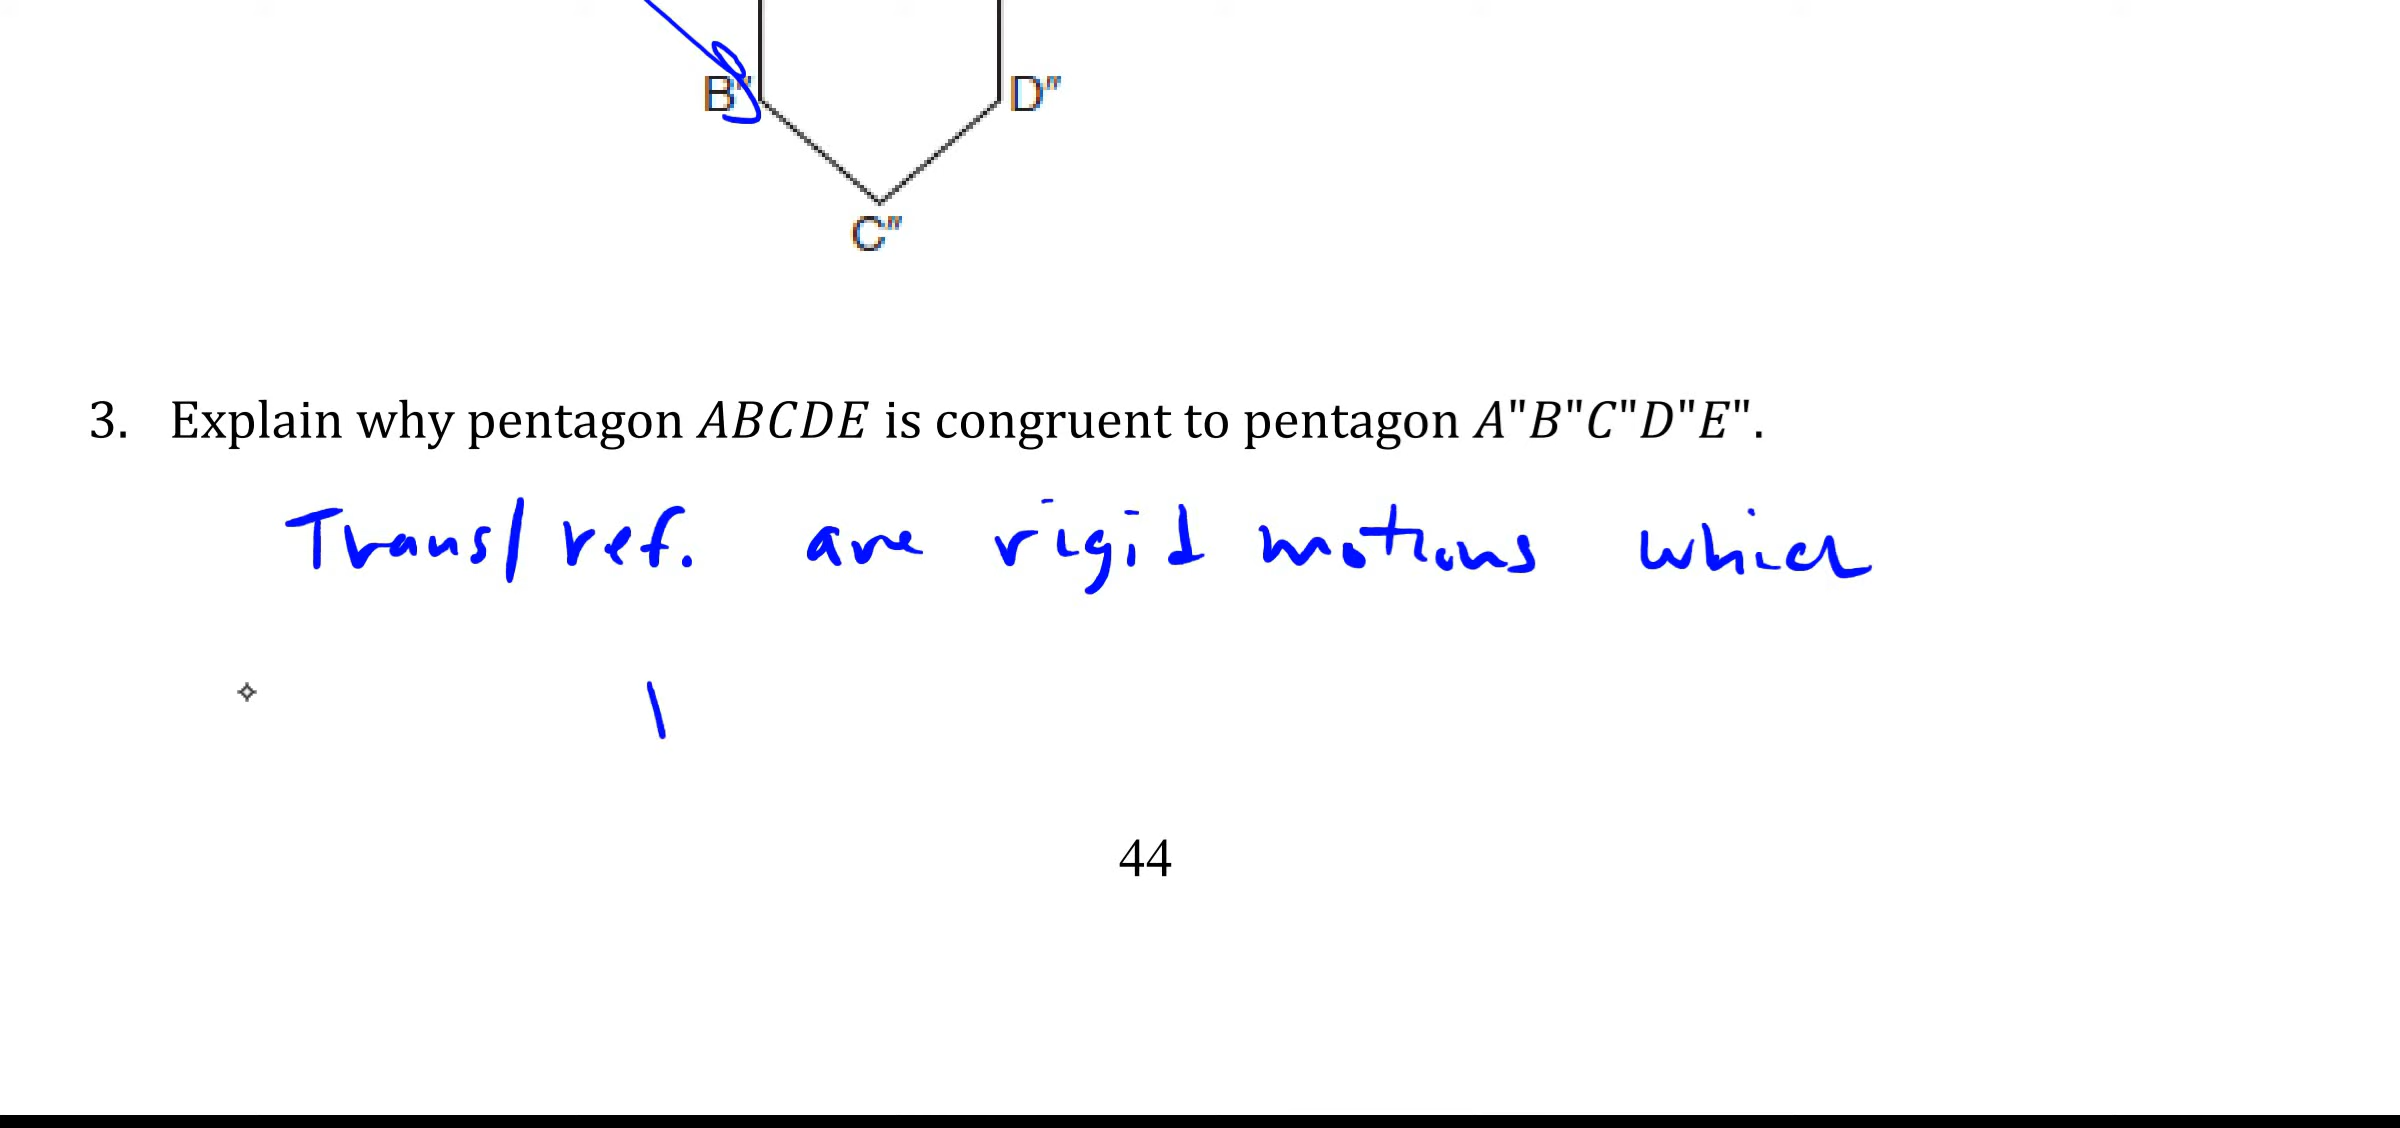 B" D"
C"
3. Explain why pentagon ABCDE is congruent to pentagon A"B"C"D"E".
Trans/ref. are rigid motions which
44